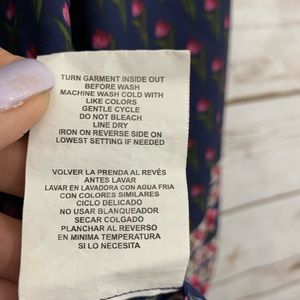 TURN GARMENT INSIDE OUT
BEFORE WASH
MACHINE WASH COLD WITH
LIKE COLORS
GENTLE CYCLE
DO NOT BLEACH
LINE DRY
IRON ON REVERSE SIDE ON
LOWEST SETTING IF NEEDED
VOLVER LA PRENDA AL REVÉS
ANTES LAVAR
LAVAR EN LAVADORA CON AGUA FRIA
CON COLORES SIMILARES
CICLO DELICADO
NO USAR BLANQUEADOR
SECAR COLGADO
PLANCHAR AL REVERSO
EN MINIMA TEMPERATURA
SI LO NECESITA